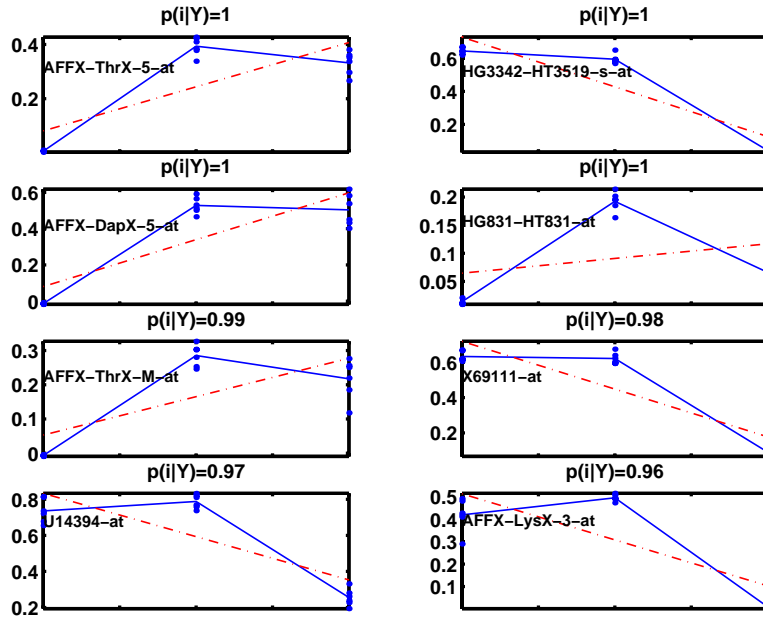 p(i|Y)=1
0.4
0.2
AFFX-ThrX-5-at
p(i|Y)=1
0.6
0.4
0.2
HG3342-HT3519-s-at
p(i|Y)=1
0.6
0.4
0.2
0
AFFX-DapX-5-at
p(i|Y)=1
0.2
0.15
0.1
0.05
HG831-HT831-at
p(i|Y)=0.99
0.3
0.2
0.1
0
AFFX-ThrX-M-at
p(i|Y)=0.98
0.6
0.4
0.2
X69111-at
p(i|Y)=0.97
0.8
0.6
0.4
0.2
U14394-at
p(i|Y)=0.96
0.5
0.4
0.3
0.2
0.1
AFFX-LysX-3-at